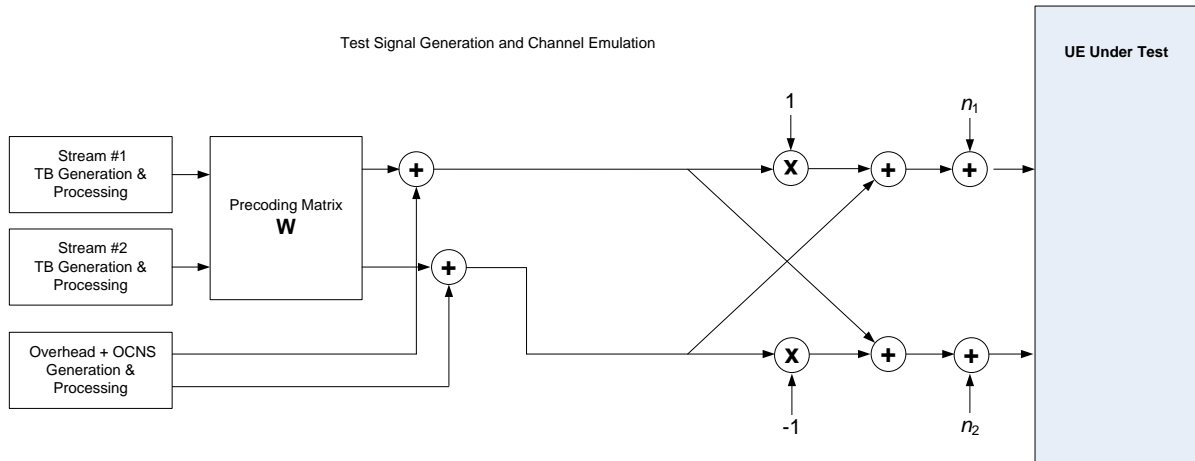 Test Signal Generation and Channel Emulation
UE Under Test
1
n1
Stream #1
TB Generation &
Processing
+
x
+
+
Precoding Matrix
W
Stream #2
TB Generation &
Processing
+
Overhead + OCNS
Generation &
Processing
x
+
+
-1
n2